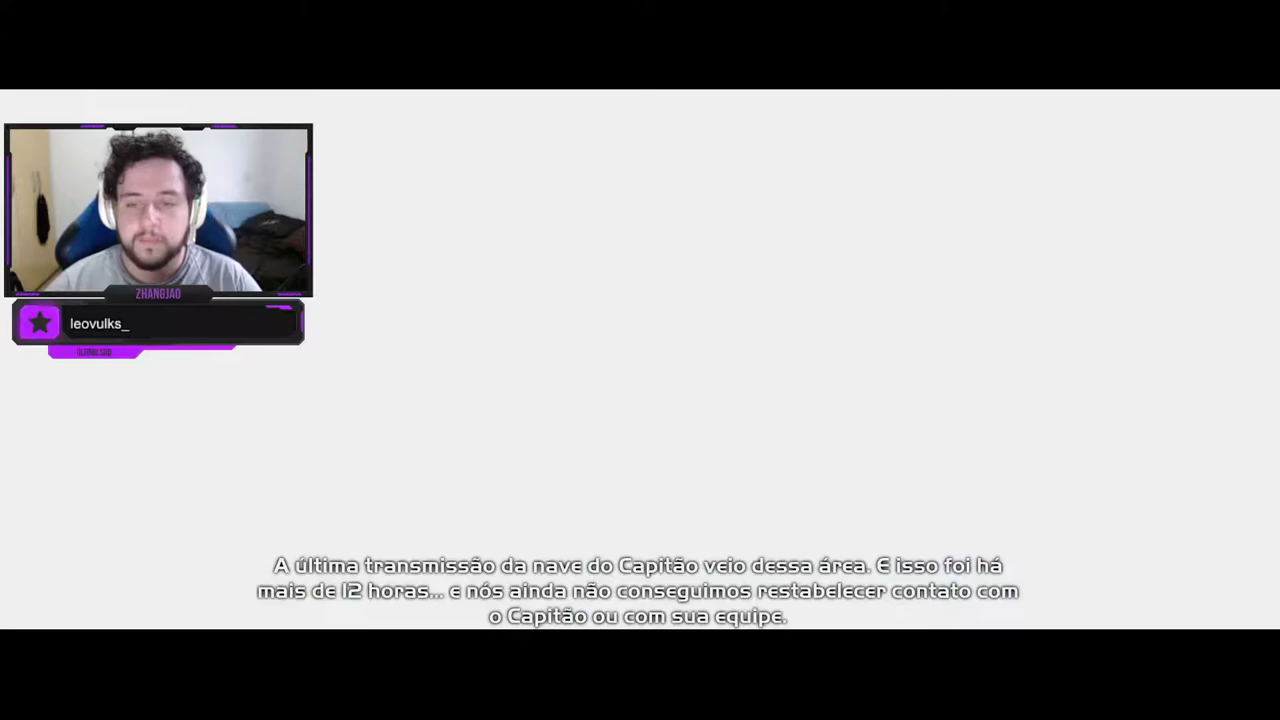 ZHANGJAO
leovulks_
A última transmissão da nave do Capitão veio dessa área. E isso foi há
mais de 12 horas... e nós ainda não conseguimos restabelecer contato com
o Capitão ou com sua equipe.